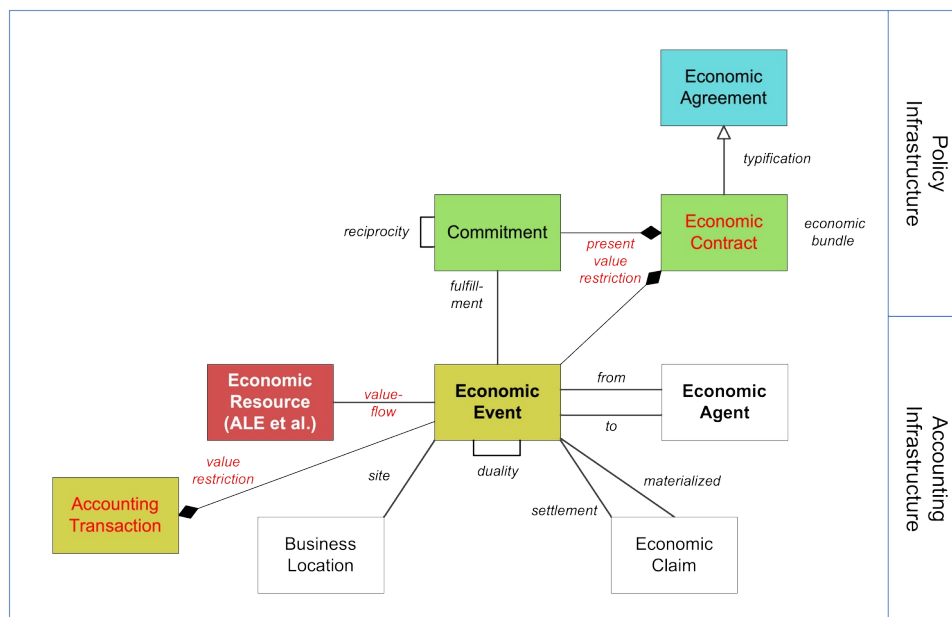 Economic
Agreement
Policy
Infrastructure
typification
reciprocity
Commitment
present
value
restriction
Economic
Contract
economic
bundle
fulfill-
ment
Economic
Resource
(ALE et al.)
value-
flow
Economic
Event
from
to
Economic
Agent
Accounting
Infrastructure
value
restriction
site
duality
materialized
settlement
Accounting
Transaction
Business
Location
Economic
Claim